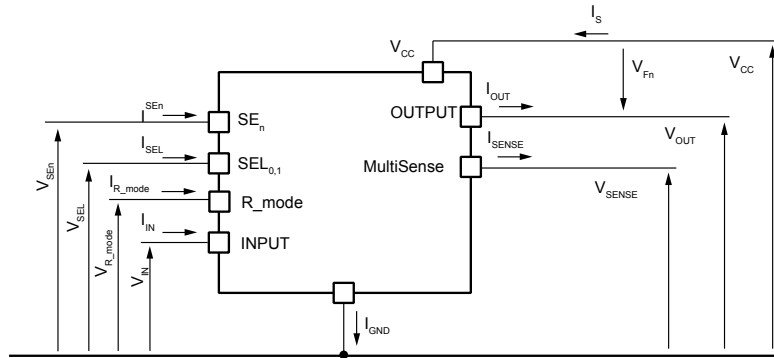 I_S
V_CC
V_Fn
V_CC
I_SEn
SE_n
I_OUT
OUTPUT
V_OUT
I_SEL
SEL_0,1
I_SENSE
MultiSense
V_SENSE
I_R_mode
R_mode
I_IN
INPUT
V_SEn
V_SEL
V_R_mode
V_IN
I_GND